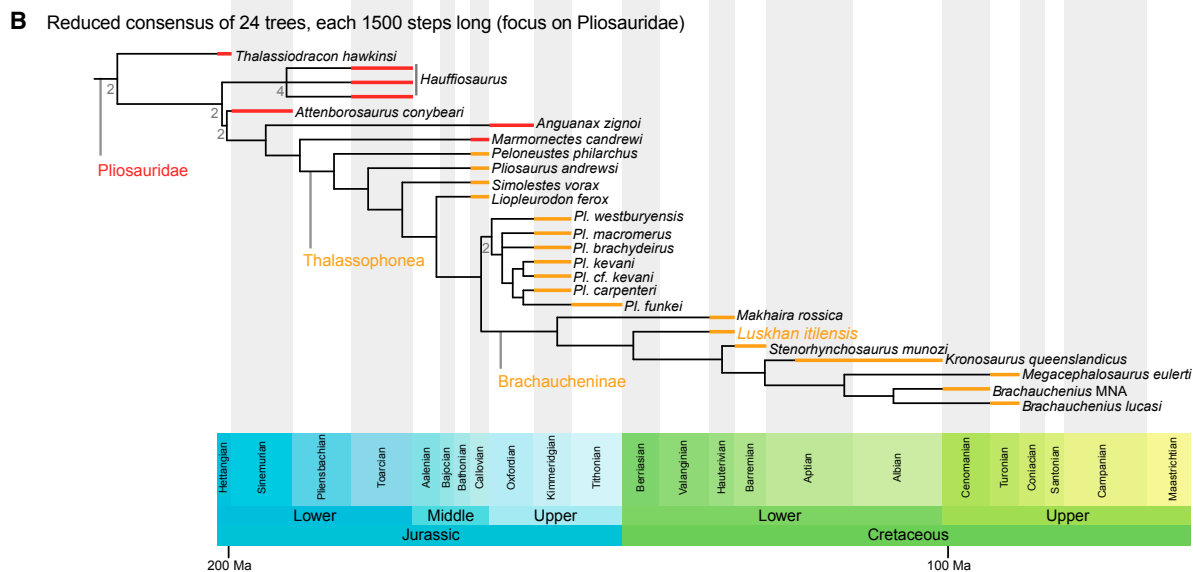 B Reduced consensus of 24 trees, each 1500 steps long (focus on Pliosauridae)
Thalassiodracon hawkinsi
Hauffiosaurus
2
4
2
Attenborosaurus conybeari
2
Anguanax zignoi
Marmornectes candrewi
Peloneustes philarchus
Pliosauridae
Pliosaurus andrewsi
Simolestes vorax
Liopleurodon ferox
Pl. westburyensis
Pl. macromerus
2
Pl. brachydeirus
Thalassophonea
Pl. kevani
Pl. cf. kevani
Pl. carpenteri
Pl. funkei
Makhaira rossica
Luskhan itilensis
Stenorhynchosaurus munozi
Kronosaurus queenslandicus
Megacephalosaurus eulerti
Brachaucheninae
Brachauchenius MNA
Brachauchenius lucasi
Hettangian
Sinemurian
Pliensbachian
Toarcian
Aalenian
Bajocian
Bathonian
Callovian
Oxfordian
Kimmeridgian
Tithonian
Berriasian
Valanginian
Hauterivian
Barremian
Aptian
Albian
Cenomanian
Turonian
Coniacian
Santonian
Campanian
Maastrichtian
Lower Middle Upper Lower Upper
Jurassic Cretaceous
200 Ma 100 Ma